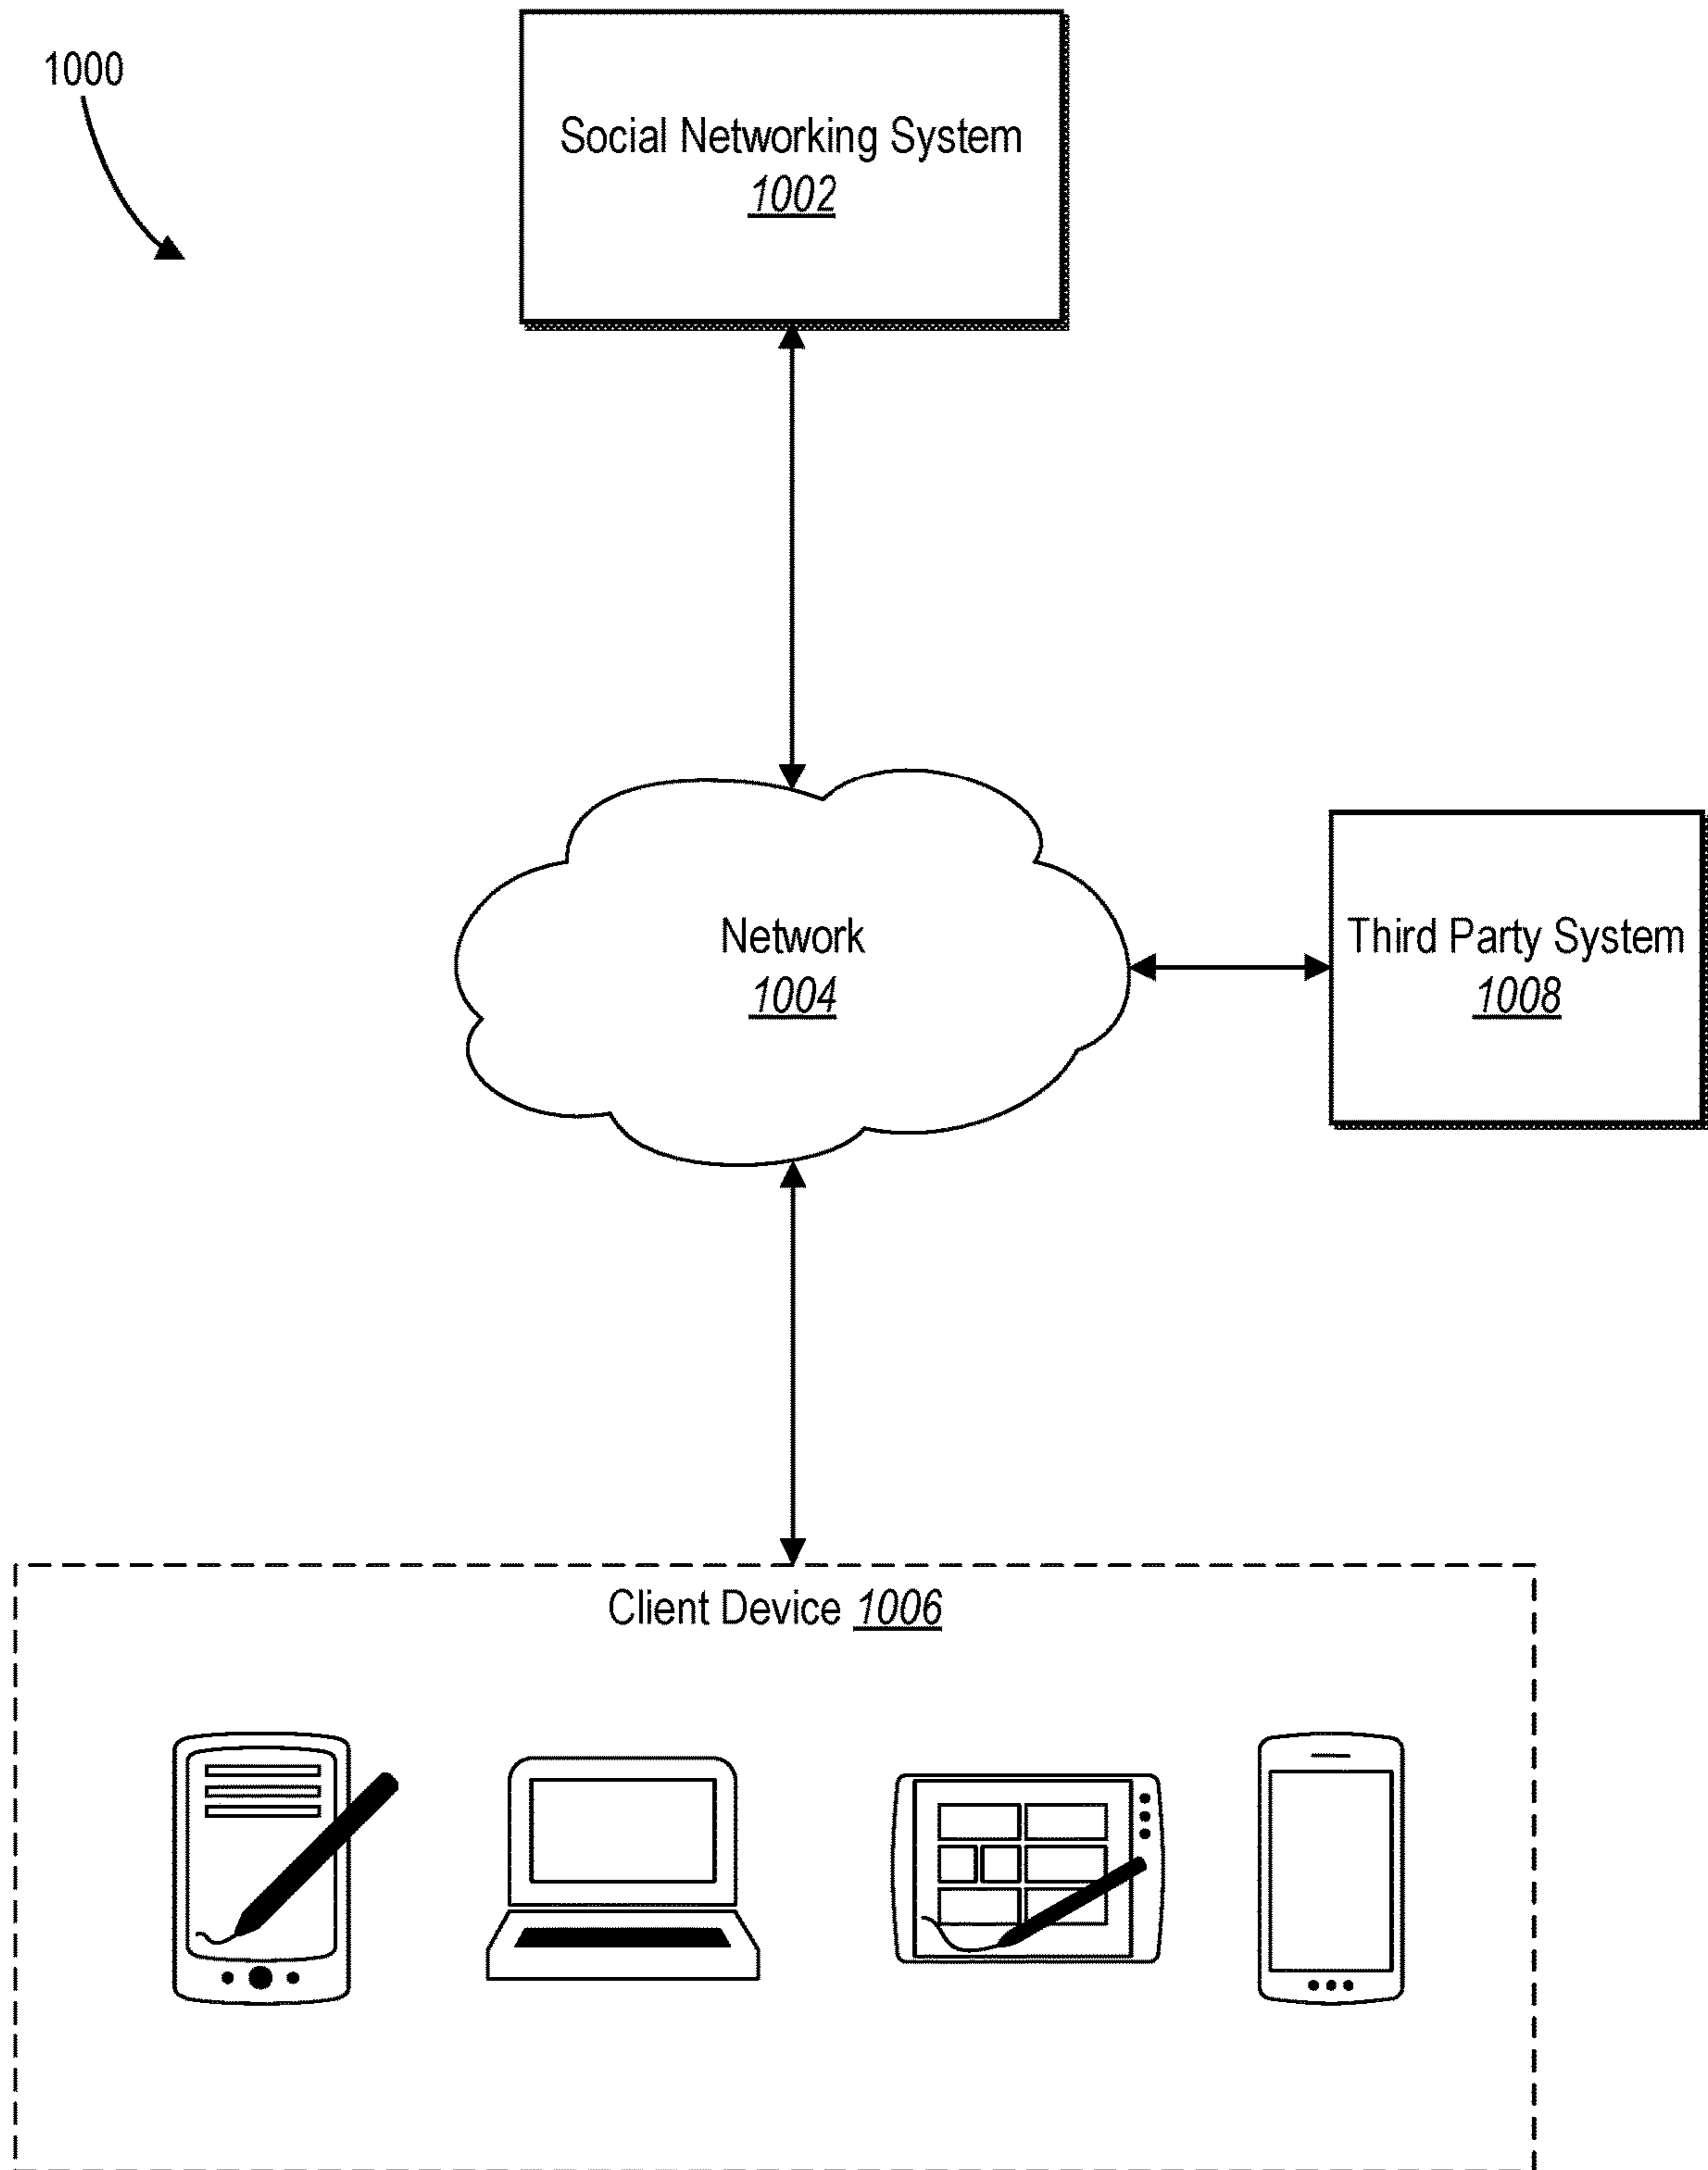 1000
Social Networking System
1002
Network
1004
Third Party System
1008
Client Device 1006